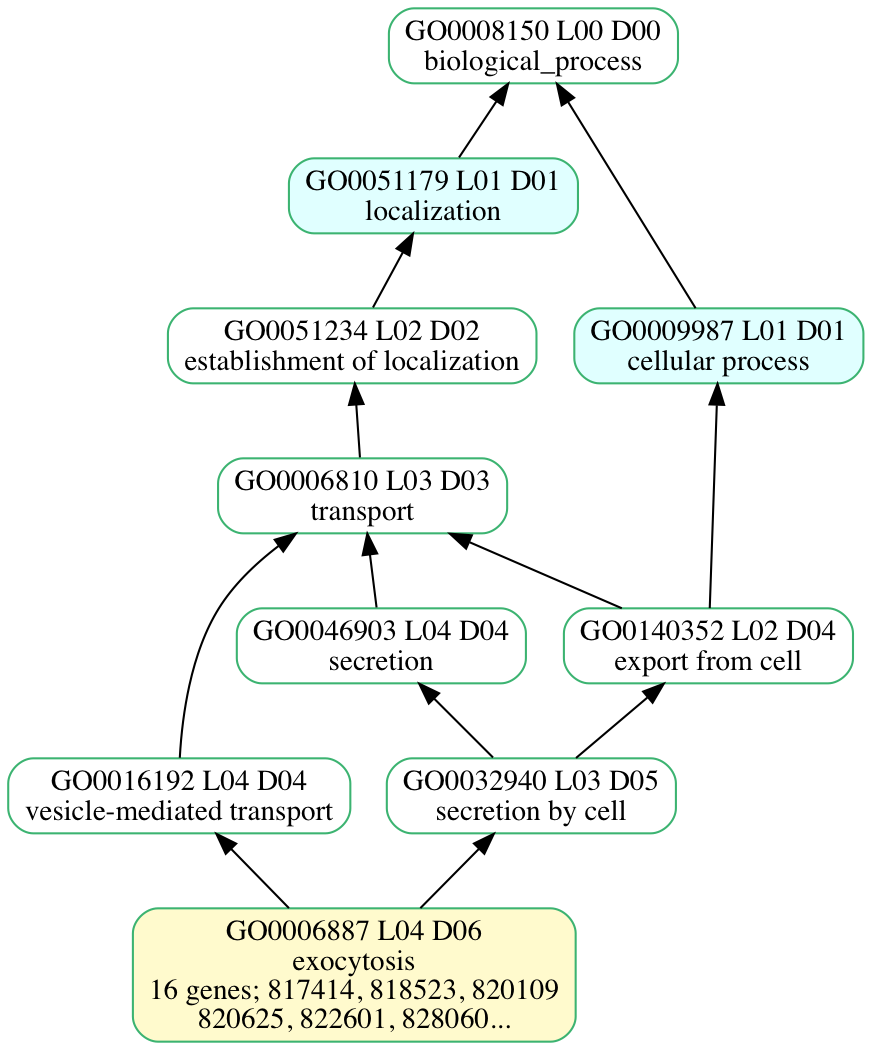 GO0008150 L00 D00
biological_process
GO0051179 L01 D01
localization
GO0051234 L02 D02
establishment of localization
GO0009987 L01 D01
cellular process
GO0006810 L03 D03
transport
GO0046903 L04 D04
secretion
GO0140352 L02 D04
export from cell
GO0016192 L04 D04
vesicle-mediated transport
GO0032940 L03 D05
secretion by cell
GO0006887 L04 D06
exocytosis
16 genes; 817414, 818523, 820109
820625, 822601, 828060...